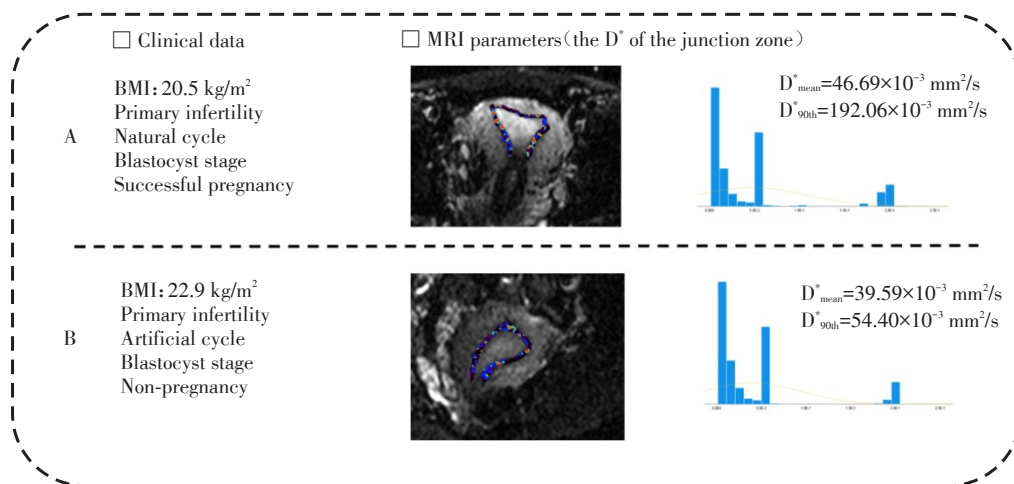 □ Clinical data
□ MRI parameters(the D* of the junction zone)
A
BMI: 20.5 kg/m²
Primary infertility
Natural cycle
Blastocyst stage
Successful pregnancy
D*mean=46.69×10⁻³ mm²/s
D*90th=192.06×10⁻³ mm²/s
B
BMI: 22.9 kg/m²
Primary infertility
Artificial cycle
Blastocyst stage
Non-pregnancy
D*mean=39.59×10⁻³ mm²/s
D*90th=54.40×10⁻³ mm²/s